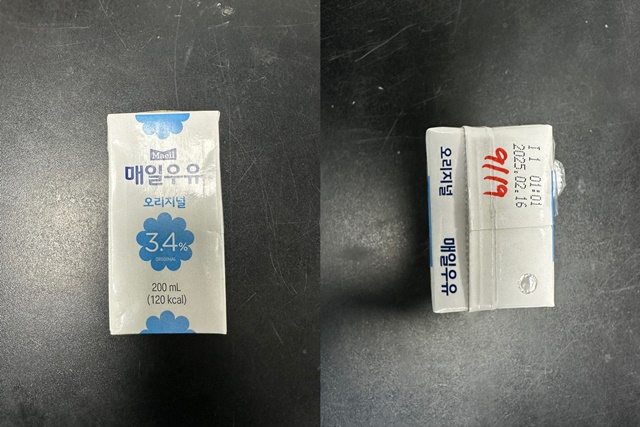 Maeil
매일우유
오리지널
3.4%
ORIGINAL
200 mL
(120 kcal)
오리지널 매일우유
I 1 01:01
2025.02.16
9/19